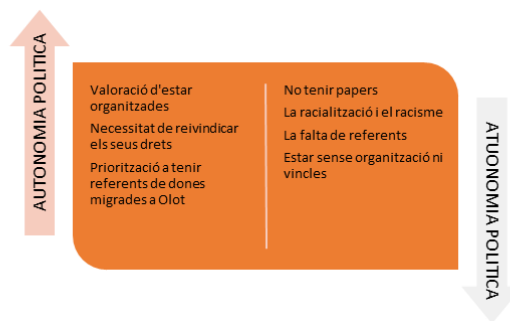 AUTONOMIA POLITICA
Valoració d'estar
organitzades
Necessitat de reivindicar
els seus drets
Priorització a tenir
referents de dones
migrades a Olot
No tenir papers
La racialització i el racisme
La falta de referents
Estar sense organització ni
vincles
ATUONOMIA POLITICA